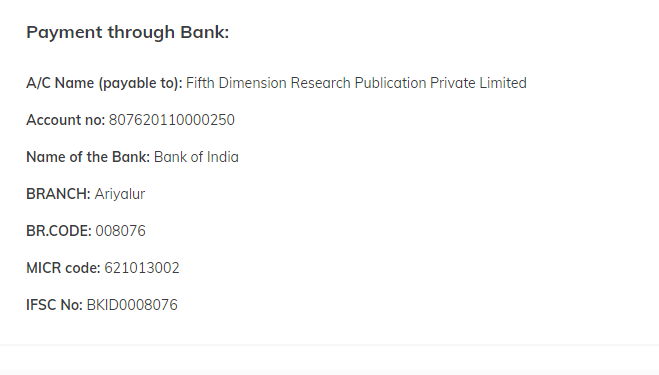 Payment through Bank:
A/C Name (payable to): Fifth Dimension Research Publication Private Limited
Account no: 807620110000250
Name of the Bank: Bank of India
BRANCH: Ariyalur
BR.CODE: 008076
MICR code: 621013002
IFSC No: BKID0008076